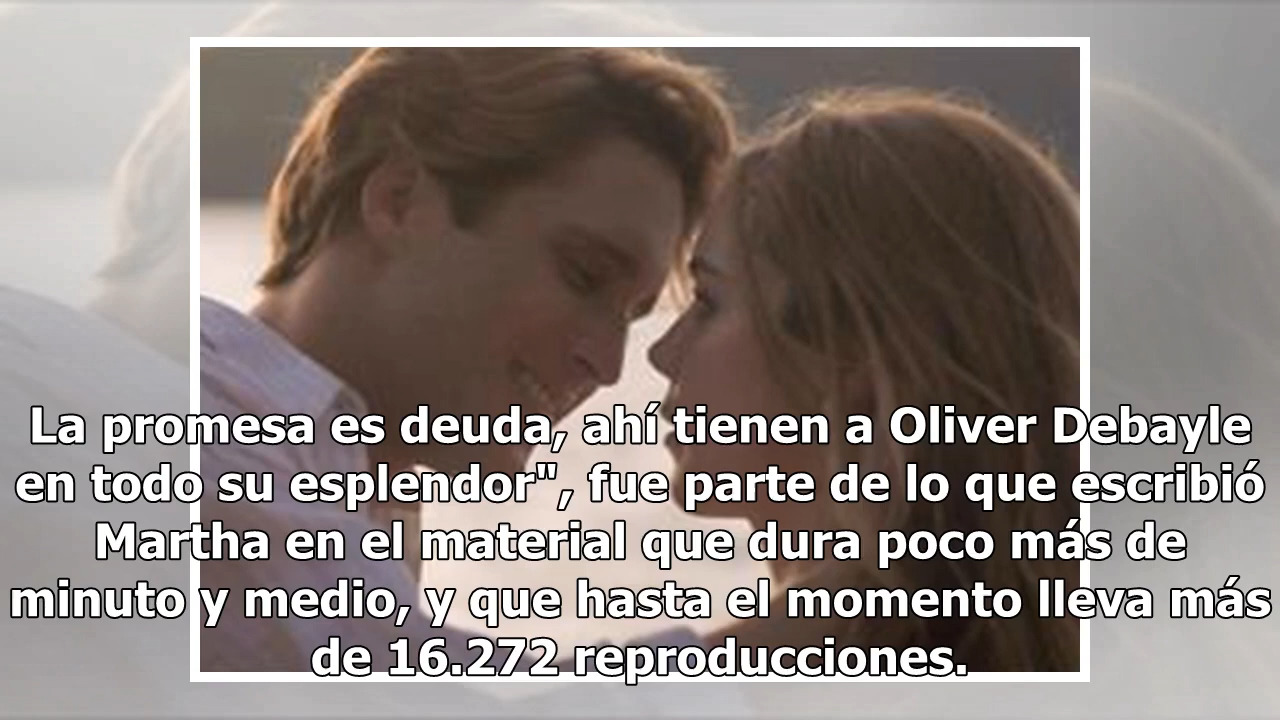 La promesa es deuda, ahí tienen a Oliver Debayle
en todo su esplendor", fue parte de lo que escribió
Martha en el material que dura poco más de
minuto y medio, y que hasta el momento lleva más
de 16.272 reproducciones.